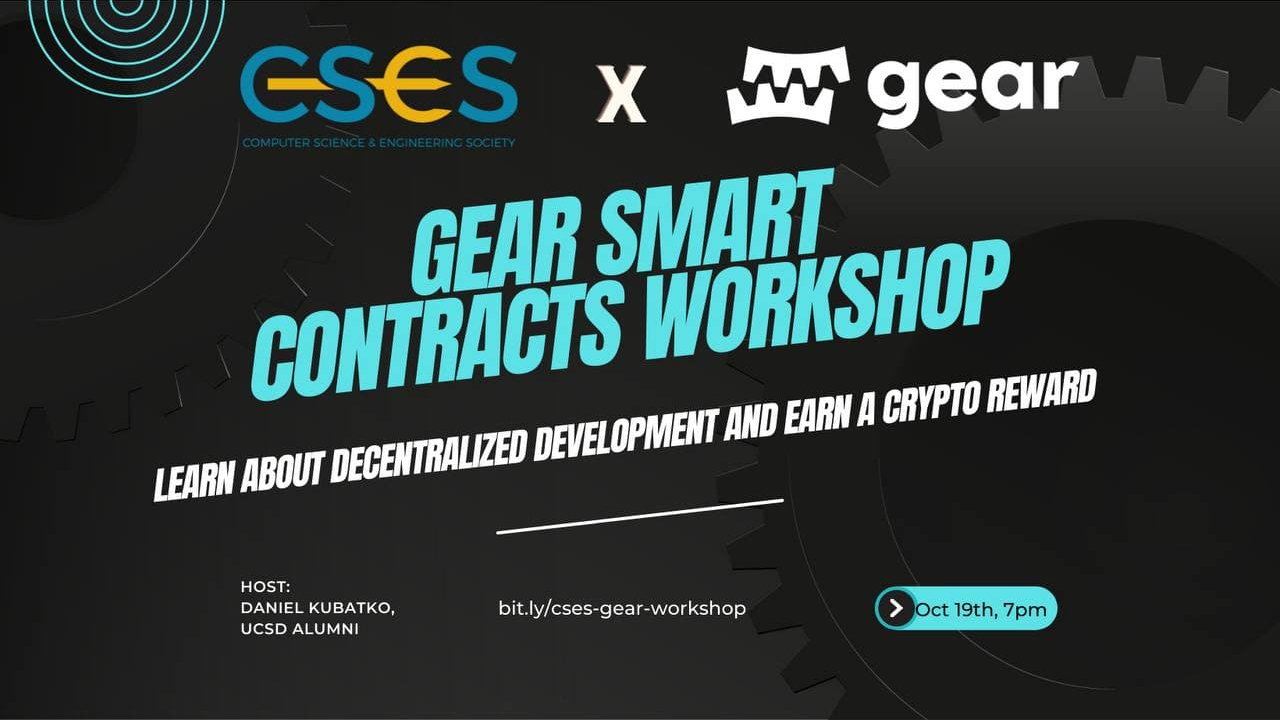 CSES X gear
COMPUTER SCIENCE & ENGINEERING SOCIETY
GEAR SMART
CONTRACTS WORKSHOP
LEARN ABOUT DECENTRALIZED DEVELOPMENT AND EARN A CRYPTO REWARD
HOST:
DANIEL KUBATKO,
UCSD ALUMNI
bit.ly/cses-gear-workshop
Oct 19th, 7pm